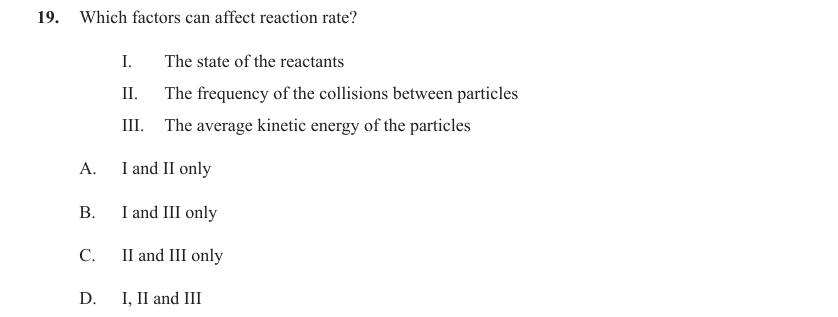 19. Which factors can affect reaction rate?
I. The state of the reactants
II. The frequency of the collisions between particles
III. The average kinetic energy of the particles
A. I and II only
B. I and III only
C. II and III only
D. I, II and III